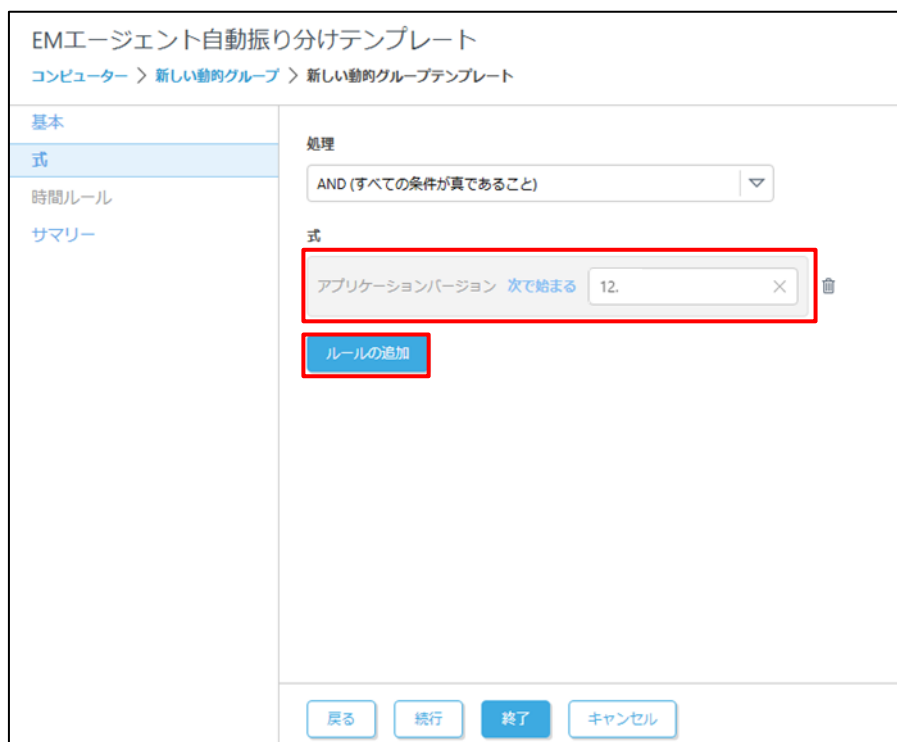 EMエージェント自動振り分けテンプレート
コンピューター > 新しい動的グループ > 新しい動的グループテンプレート
基本
式
時間ルール
サマリー
処理
AND (すべての条件が真であること)
式
アプリケーションバージョン 次で始まる 12.
ルールの追加
戻る 続行 終了 キャンセル